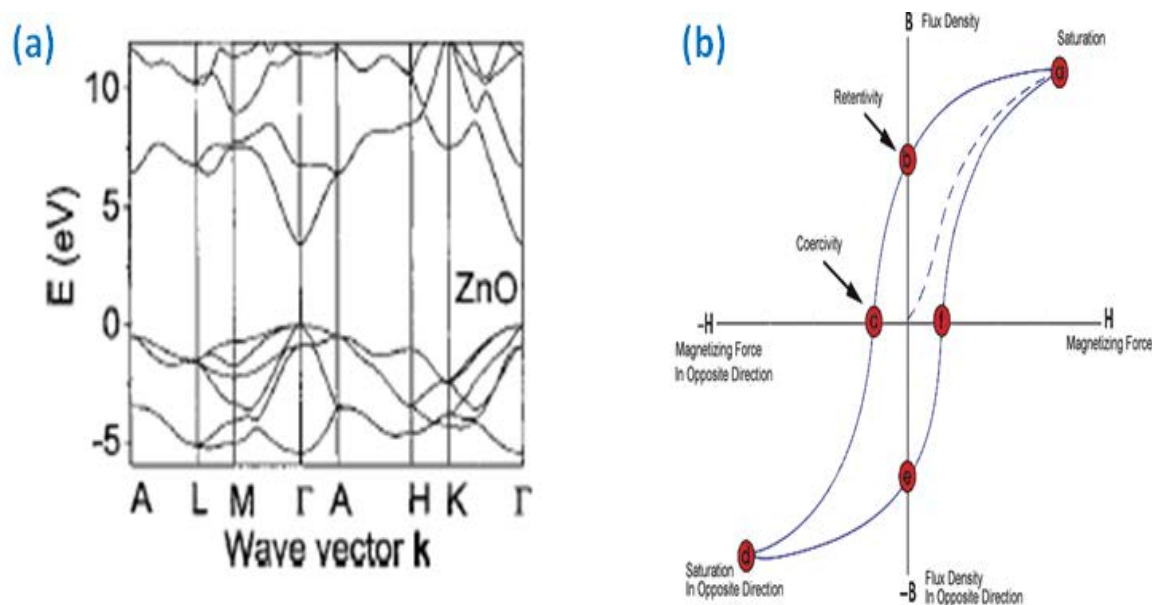 (a)
10
5
0
-5
E (eV)
ZnO
A L M Γ A H K Γ
Wave vector k
(b)
B Flux Density
Saturation
a
Retentivity
b
Coercivity
c
f
-H
Magnetizing Force
In Opposite Direction
H
Magnetizing Force
e
d
Saturation
In Opposite Direction
-B
Flux Density
In Opposite Direction